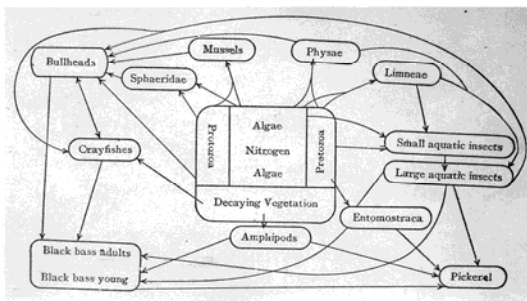 Mussels
Physae
Bullheads
Sphaeridae
Limneae
Protozoa
Algae
Nitrogen
Algae
Protozoa
Small aquatic insects
Crayfishes
Large aquatic insects
Decaying Vegetation
Entomostraca
Amphipods
Black bass adults
Black bass young
Pickerel